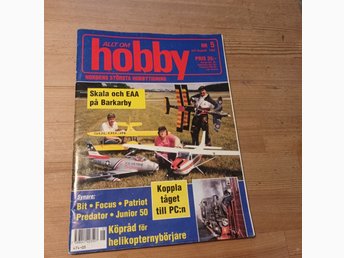 ALLT OM
hobby
NR 5
PRIS 26:-
NORDENS STÖRSTA HOBBYTIDNING
Skala och EAA
på Barkarby
Koppla
tåget
till PC:n
Bit • Focus • Patriot
Predator • Junior 50
Köpråd för
helikopternybörjare